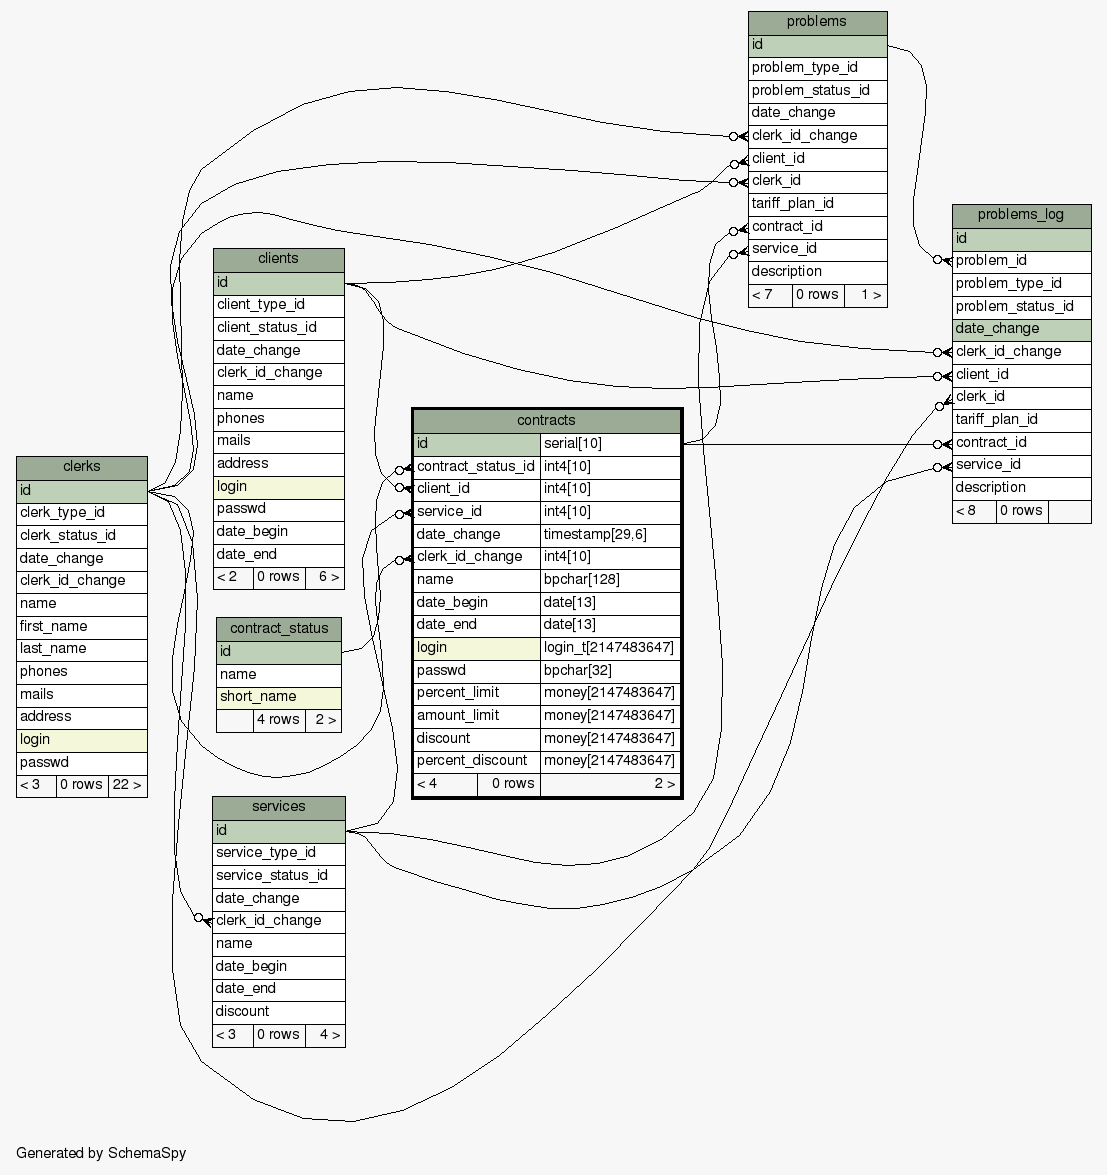 problems
id
problem_type_id
problem_status_id
date_change
clerk_id_change
client_id
clerk_id
tariff_plan_id
contract_id
service_id
description
< 7 0 rows 1 >
problems_log
id
problem_id
problem_type_id
problem_status_id
date_change
clerk_id_change
client_id
clerk_id
tariff_plan_id
contract_id
service_id
description
< 8 0 rows
clients
id
client_type_id
client_status_id
date_change
clerk_id_change
name
phones
mails
address
login
passwd
date_begin
date_end
< 2 0 rows 6 >
contracts
id serial[10]
contract_status_id int4[10]
client_id int4[10]
service_id int4[10]
date_change timestamp[29,6]
clerk_id_change int4[10]
name bpchar[128]
date_begin date[13]
date_end date[13]
login login_t[2147483647]
passwd bpchar[32]
percent_limit money[2147483647]
amount_limit money[2147483647]
discount money[2147483647]
percent_discount money[2147483647]
< 4 0 rows 2 >
clerks
id
clerk_type_id
clerk_status_id
date_change
clerk_id_change
name
first_name
last_name
phones
mails
address
login
passwd
< 3 0 rows 22 >
contract_status
id
name
short_name
4 rows 2 >
services
id
service_type_id
service_status_id
date_change
clerk_id_change
name
date_begin
date_end
discount
< 3 0 rows 4 >
Generated by SchemaSpy